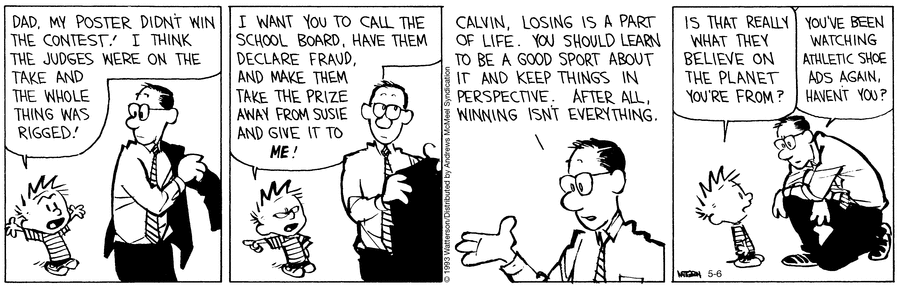 DAD, MY POSTER DIDN'T WIN
THE CONTEST! I THINK
THE JUDGES WERE ON THE
TAKE AND
THE WHOLE
THING WAS
RIGGED!
I WANT YOU TO CALL THE
SCHOOL BOARD, HAVE THEM
DECLARE FRAUD,
AND MAKE THEM
TAKE THE PRIZE
AWAY FROM SUSIE
AND GIVE IT TO
ME!
© 1993 Watterson/Distributed by Andrews McMeel Syndication
CALVIN, LOSING IS A PART
OF LIFE. YOU SHOULD LEARN
TO BE A GOOD SPORT ABOUT
IT AND KEEP THINGS IN
PERSPECTIVE. AFTER ALL,
WINNING ISN'T EVERYTHING.
IS THAT REALLY
WHAT THEY
BELIEVE ON
THE PLANET
YOU'RE FROM?
YOU'VE BEEN
WATCHING
ATHLETIC SHOE
ADS AGAIN,
HAVEN'T YOU?
WATTERSON 5-6